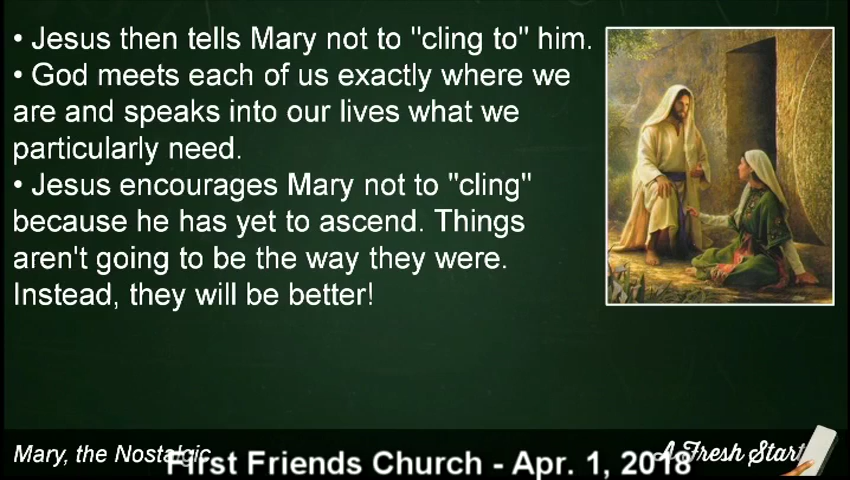 • Jesus then tells Mary not to "cling to" him.
• God meets each of us exactly where we
are and speaks into our lives what we
particularly need.
• Jesus encourages Mary not to "cling"
because he has yet to ascend. Things
aren't going to be the way they were.
Instead, they will be better!
Mary, the Nostalgic
A Fresh Start
First Friends Church - Apr. 1, 2018